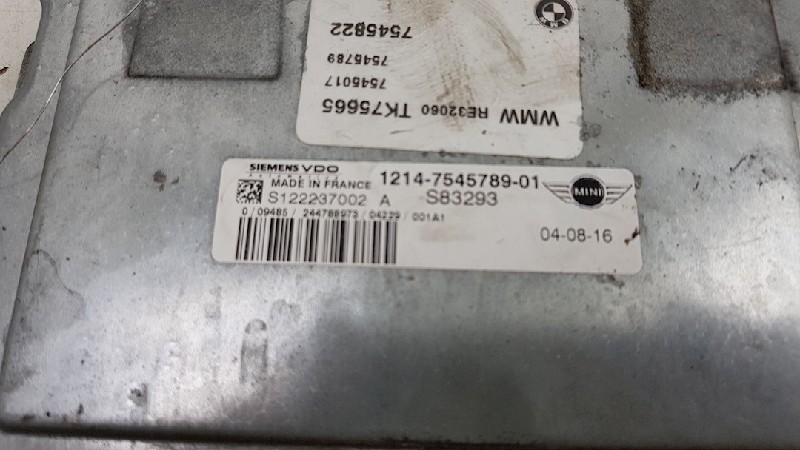 WMW RE32060 TK75665
7545017
7545789
7545822
SIEMENS VDO
AUTOMOTIVE
MADE IN FRANCE
1214-7545789-01
S122237002 A S83293
MINI
0 / 09485 / 244788973 / 04229 / 001A1
04-08-16